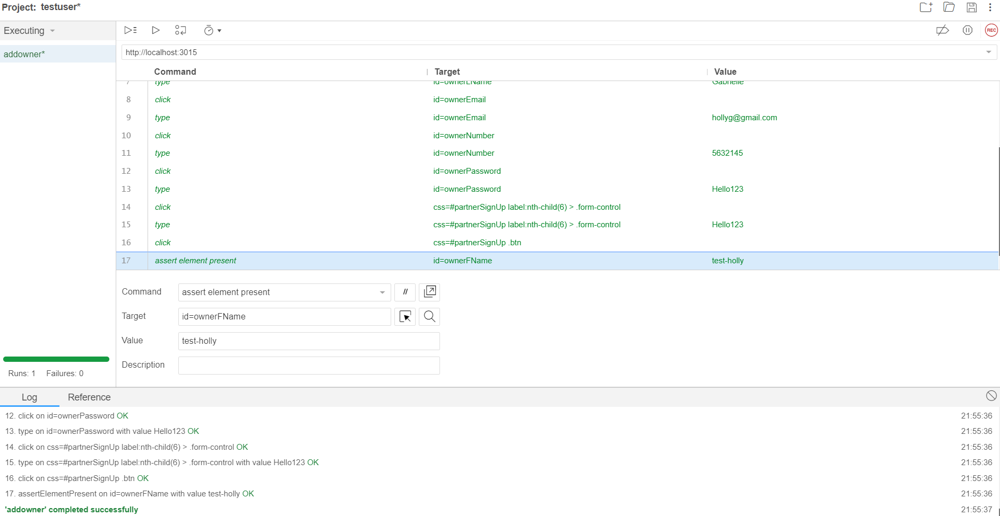 Project: testuser*
Executing
addowner*
REC
http://localhost:3015
Command Target Value
7 type id=ownerLName Gabrielle
8 click id=ownerEmail
9 type id=ownerEmail hollyg@gmail.com
10 click id=ownerNumber
11 type id=ownerNumber 5632145
12 click id=ownerPassword
13 type id=ownerPassword Hello123
14 click css=#partnerSignUp label:nth-child(6) > .form-control
15 type css=#partnerSignUp label:nth-child(6) > .form-control Hello123
16 click css=#partnerSignUp .btn
17 assert element present id=ownerFName test-holly
Command assert element present //
Target id=ownerFName
Value test-holly
Description
Runs: 1 Failures: 0
Log Reference
12. click on id=ownerPassword OK 21:55:36
13. type on id=ownerPassword with value Hello123 OK 21:55:36
14. click on css=#partnerSignUp label:nth-child(6) > .form-control OK 21:55:36
15. type on css=#partnerSignUp label:nth-child(6) > .form-control with value Hello123 OK 21:55:36
16. click on css=#partnerSignUp .btn OK 21:55:36
17. assertElementPresent on id=ownerFName with value test-holly OK 21:55:36
'addowner' completed successfully 21:55:37